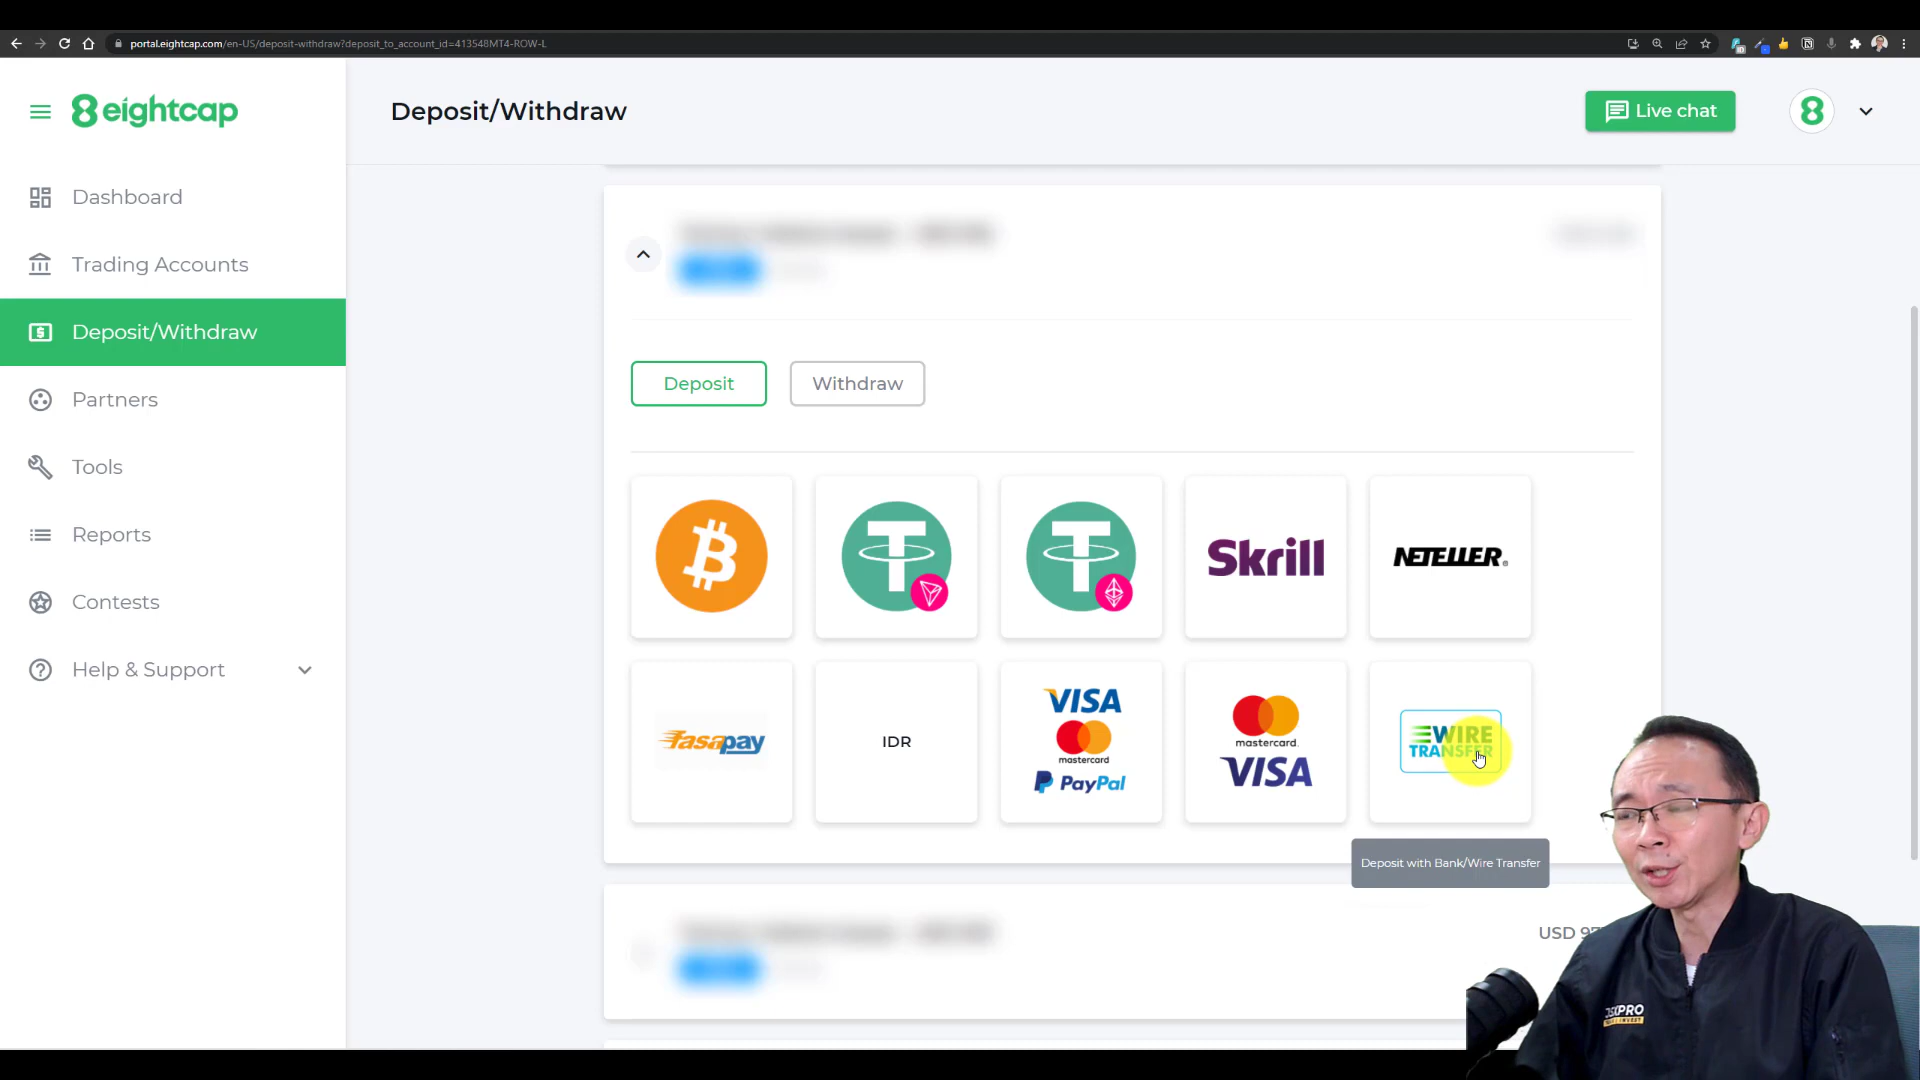 portal.eightcap.com/en-US/deposit-withdraw?deposit_to_account_id=413548MT4-ROW-L
eightcap
Deposit/Withdraw
Live chat
Dashboard
Trading Accounts
Deposit/Withdraw
Partners
Tools
Reports
Contests
Help & Support
Deposit
Withdraw
Skrill
NETELLER
fasapay
IDR
VISA
mastercard
PayPal
mastercard.
VISA
WIRE
TRANSFER
Deposit with Bank/Wire Transfer
USD